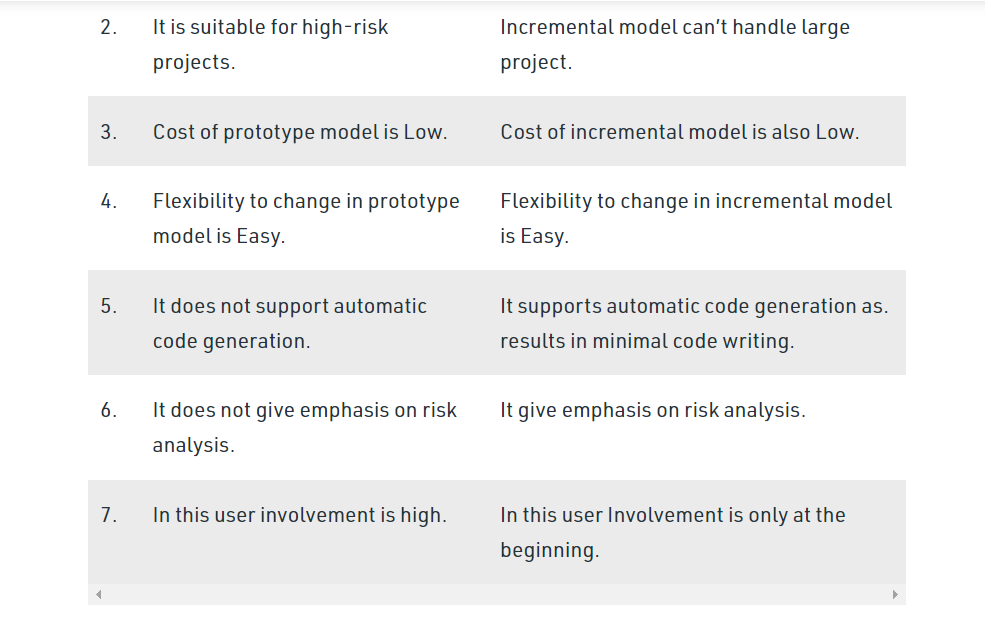 2. It is suitable for high-risk Incremental model can't handle large
projects. project.
3. Cost of prototype model is Low. Cost of incremental model is also Low.
4. Flexibility to change in prototype Flexibility to change in incremental model
model is Easy. is Easy.
5. It does not support automatic It supports automatic code generation as.
code generation. results in minimal code writing.
6. It does not give emphasis on risk It give emphasis on risk analysis.
analysis.
7. In this user involvement is high. In this user Involvement is only at the
beginning.